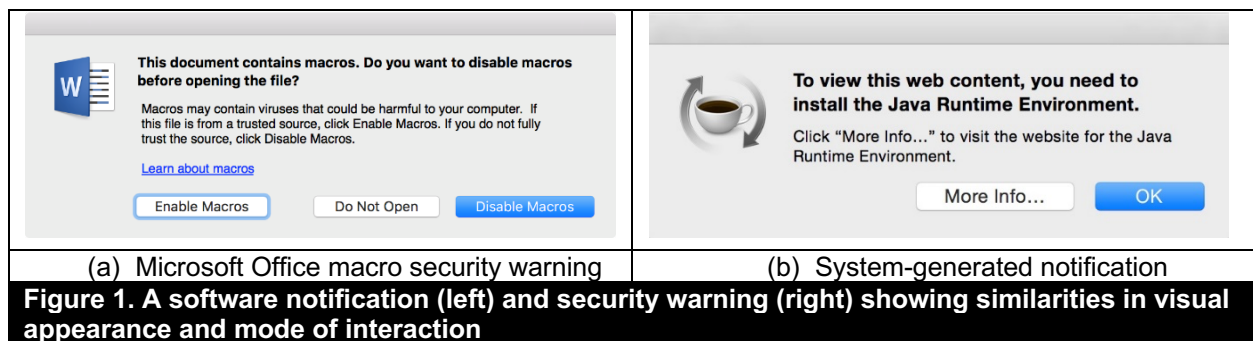 W
This document contains macros. Do you want to disable macros
before opening the file?
Macros may contain viruses that could be harmful to your computer.  If
this file is from a trusted source, click Enable Macros. If you do not fully
trust the source, click Disable Macros.
Learn about macros
Enable Macros
Do Not Open
Disable Macros
To view this web content, you need to
install the Java Runtime Environment.
Click “More Info...” to visit the website for the Java
Runtime Environment.
More Info...
OK
(a) Microsoft Office macro security warning
(b) System-generated notification
Figure 1. A software notification (left) and security warning (right) showing similarities in visual
appearance and mode of interaction